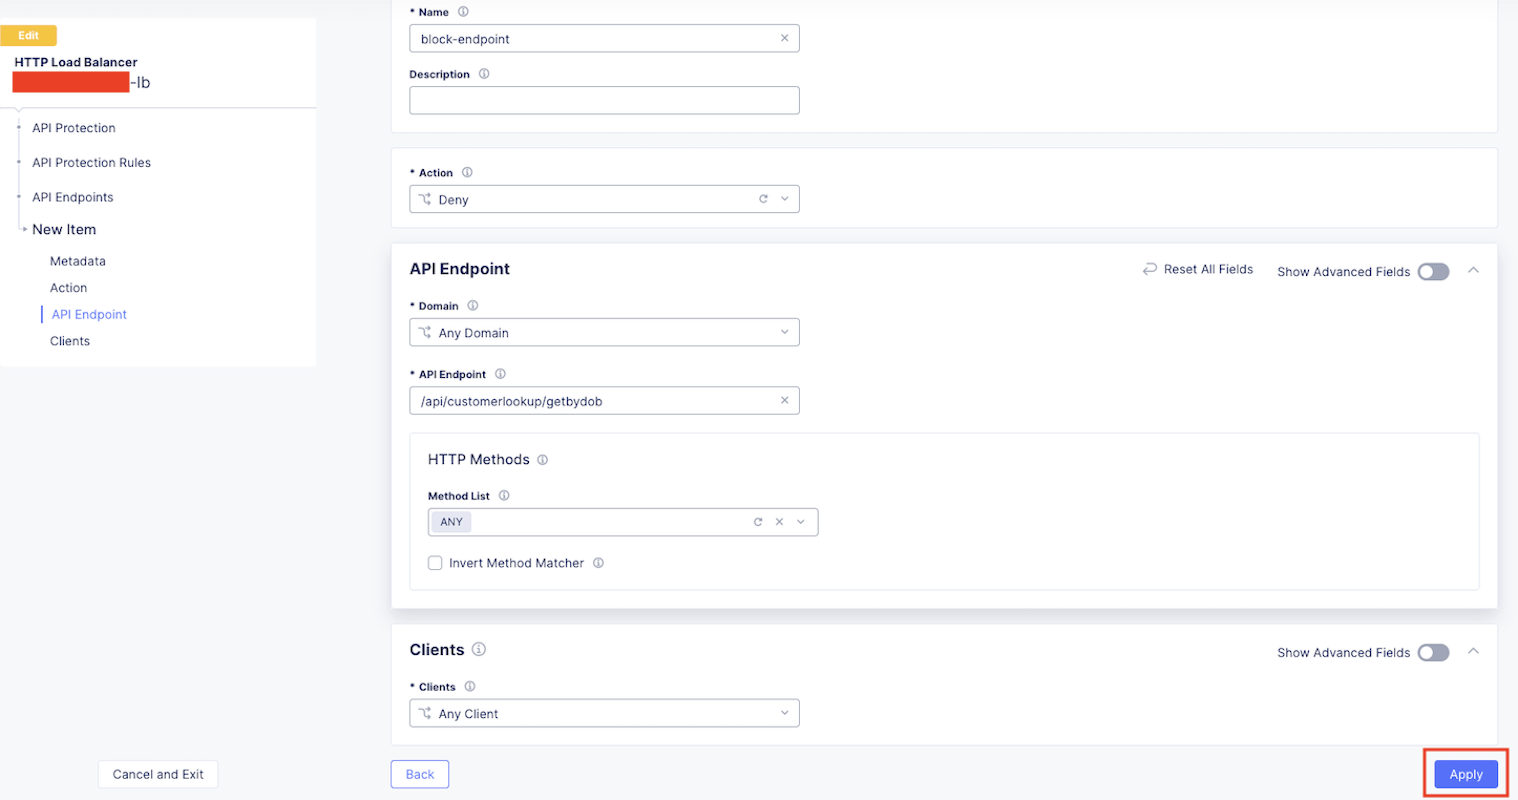 Edit
HTTP Load Balancer
-lb
API Protection
API Protection Rules
API Endpoints
New Item
Metadata
Action
API Endpoint
Clients
* Name
block-endpoint
Description
* Action
Deny
API Endpoint
Reset All Fields
Show Advanced Fields
* Domain
Any Domain
* API Endpoint
/api/customerlookup/getbydob
HTTP Methods
Method List
ANY
Invert Method Matcher
Clients
Show Advanced Fields
* Clients
Any Client
Cancel and Exit
Back
Apply